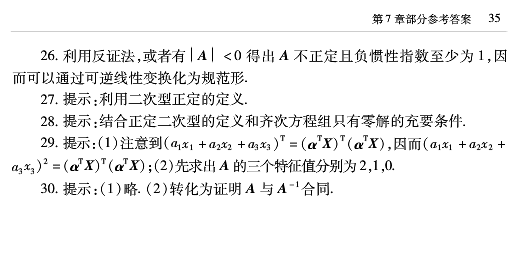 第 7 章部分参考答案 35
26. 利用反证法,或者有|A| <0 得出 A 不正定且负惯性指数至少为 1,因
而可以通过可逆线性变换化为规范形.
27. 提示:利用二次型正定的定义.
28. 提示:结合正定二次型的定义和齐次方程组只有零解的充要条件.
29. 提示:(1)注意到(a₁x₁ + a₂x₂ + a₃x₃)ᵀ = (αᵀX)ᵀ(αᵀX),因而(a₁x₁ + a₂x₂ +
a₃x₃)² = (αᵀX)ᵀ(αᵀX);(2)先求出 A 的三个特征值分别为 2,1,0.
30. 提示:(1)略. (2)转化为证明 A 与 A⁻¹合同.